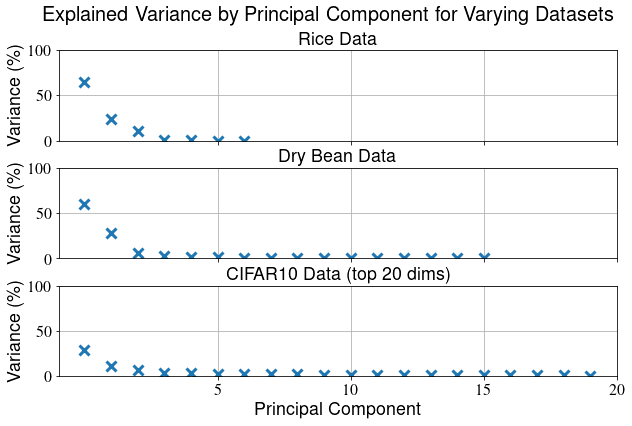 Explained Variance by Principal Component for Varying Datasets
Rice Data
Variance (%)
100
50
0
Dry Bean Data
Variance (%)
100
50
0
CIFAR10 Data (top 20 dims)
Variance (%)
100
50
0
5 10 15 20
Principal Component